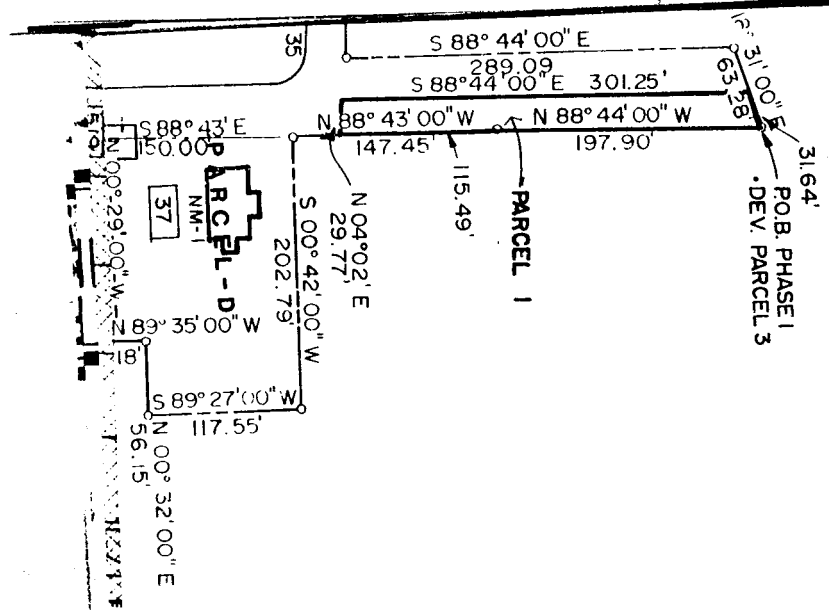 35
S 88° 44' 00" E
289.09
S 88° 44' 00" E 301.25'
31' 00" E
63.28'
31.64'
P.O.B. PHASE I
DEV. PARCEL 3
N 88° 43' 00" W
147.45'
N 88° 44' 00" W
197.90'
115.49'
PARCEL 1
S 88° 43' E
150.00'
N 04° 02' E
29.77'
PARCEL-D
NM-1
37
N 00° 29' 00" W
S 00° 42' 00" W
202.79'
N 89° 35' 00" W
18'
S 89° 27' 00" W
117.55'
N 00° 32' 00" E
56.15'